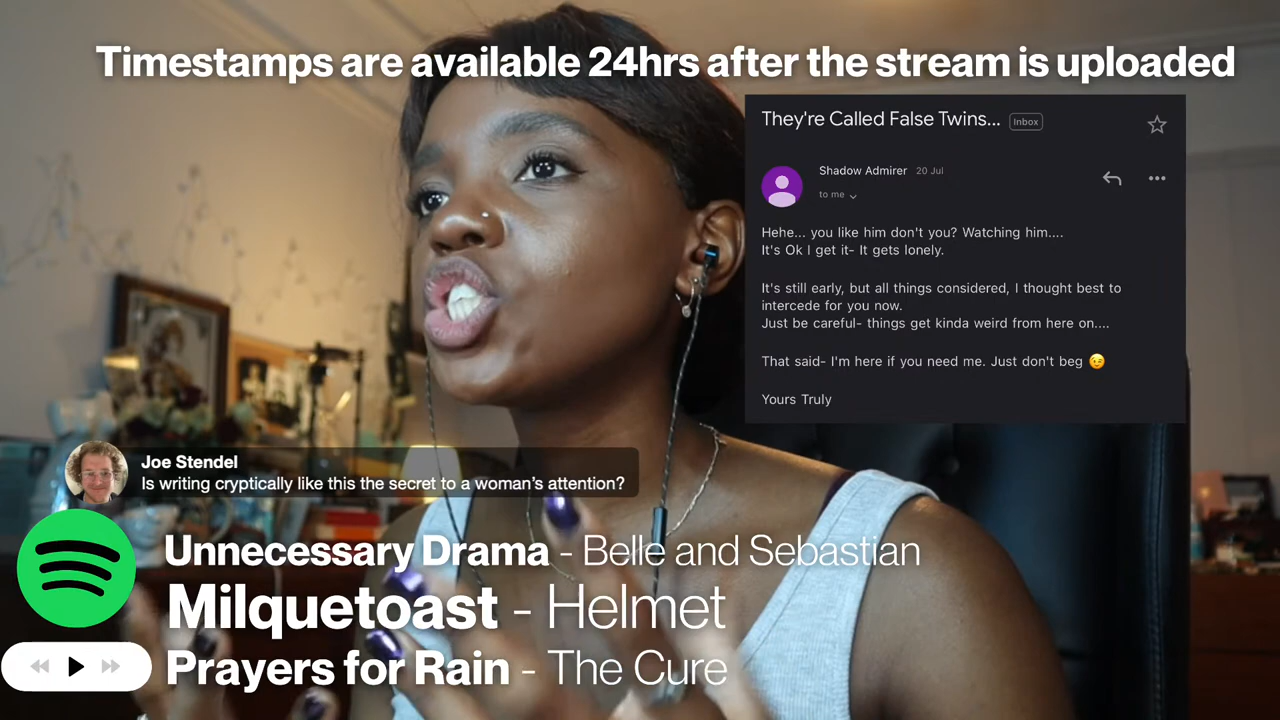 Timestamps are available 24hrs after the stream is uploaded
They're Called False Twins... Inbox
Shadow Admirer 20 Jul
to me
Hehe... you like him don't you? Watching him....
It's Ok I get it- It gets lonely.
It's still early, but all things considered, I thought best to
intercede for you now.
Just be careful- things get kinda weird from here on....
That said- I'm here if you need me. Just don't beg 😉
Yours Truly
Joe Stendel
Is writing cryptically like this the secret to a woman's attention?
Unnecessary Drama - Belle and Sebastian
Milquetoast - Helmet
Prayers for Rain - The Cure